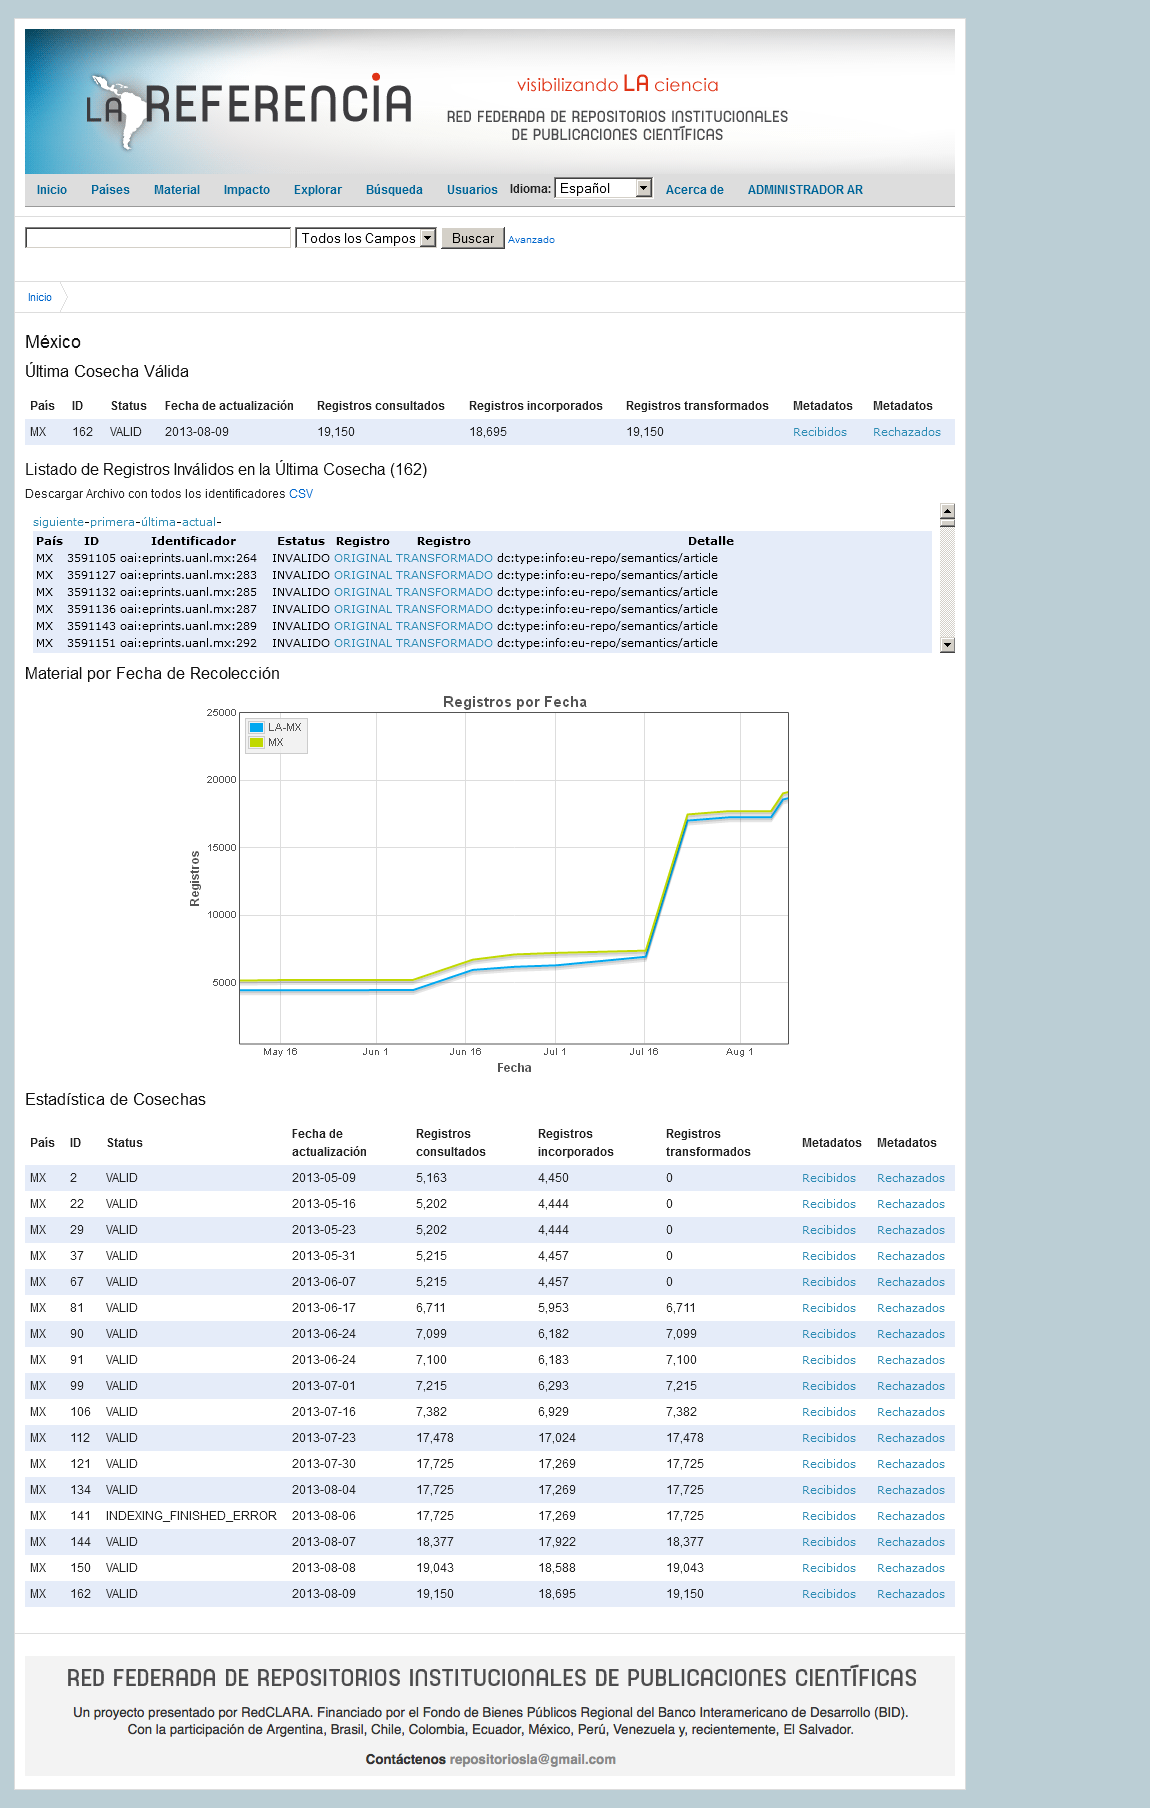 LA REFERENCIA
visibilizando LA ciencia
RED FEDERADA DE REPOSITORIOS INSTITUCIONALES
DE PUBLICACIONES CIENTÍFICAS
Inicio Países Material Impacto Explorar Búsqueda Usuarios Idioma: Español Acerca de ADMINISTRADOR AR
Todos los Campos Buscar Avanzado
Inicio
México
Última Cosecha Válida
País ID Status Fecha de actualización Registros consultados Registros incorporados Registros transformados Metadatos Metadatos
MX 162 VALID 2013-08-09 19,150 18,695 19,150 Recibidos Rechazados
Listado de Registros Inválidos en la Última Cosecha (162)
Descargar Archivo con todos los identificadores CSV
siguiente-primera-última-actual-
País ID Identificador Estatus Registro Registro Detalle
MX 3591105 oai:eprints.uanl.mx:264 INVALIDO ORIGINAL TRANSFORMADO dc:type:info:eu-repo/semantics/article
MX 3591127 oai:eprints.uanl.mx:283 INVALIDO ORIGINAL TRANSFORMADO dc:type:info:eu-repo/semantics/article
MX 3591132 oai:eprints.uanl.mx:285 INVALIDO ORIGINAL TRANSFORMADO dc:type:info:eu-repo/semantics/article
MX 3591136 oai:eprints.uanl.mx:287 INVALIDO ORIGINAL TRANSFORMADO dc:type:info:eu-repo/semantics/article
MX 3591143 oai:eprints.uanl.mx:289 INVALIDO ORIGINAL TRANSFORMADO dc:type:info:eu-repo/semantics/article
MX 3591151 oai:eprints.uanl.mx:292 INVALIDO ORIGINAL TRANSFORMADO dc:type:info:eu-repo/semantics/article
Material por Fecha de Recolección
Registros por Fecha
25000
LA-MX
MX
20000
15000
Registros
10000
5000
May 16 Jun 1 Jun 16 Jul 1 Jul 16 Aug 1
Fecha
Estadística de Cosechas
País ID Status Fecha de actualización Registros consultados Registros incorporados Registros transformados Metadatos Metadatos
MX 2 VALID 2013-05-09 5,163 4,450 0 Recibidos Rechazados
MX 22 VALID 2013-05-16 5,202 4,444 0 Recibidos Rechazados
MX 29 VALID 2013-05-23 5,202 4,444 0 Recibidos Rechazados
MX 37 VALID 2013-05-31 5,215 4,457 0 Recibidos Rechazados
MX 67 VALID 2013-06-07 5,215 4,457 0 Recibidos Rechazados
MX 81 VALID 2013-06-17 6,711 5,953 6,711 Recibidos Rechazados
MX 90 VALID 2013-06-24 7,099 6,182 7,099 Recibidos Rechazados
MX 91 VALID 2013-06-24 7,100 6,183 7,100 Recibidos Rechazados
MX 99 VALID 2013-07-01 7,215 6,293 7,215 Recibidos Rechazados
MX 106 VALID 2013-07-16 7,382 6,929 7,382 Recibidos Rechazados
MX 112 VALID 2013-07-23 17,478 17,024 17,478 Recibidos Rechazados
MX 121 VALID 2013-07-30 17,725 17,269 17,725 Recibidos Rechazados
MX 134 VALID 2013-08-04 17,725 17,269 17,725 Recibidos Rechazados
MX 141 INDEXING_FINISHED_ERROR 2013-08-06 17,725 17,269 17,725 Recibidos Rechazados
MX 144 VALID 2013-08-07 18,377 17,922 18,377 Recibidos Rechazados
MX 150 VALID 2013-08-08 19,043 18,588 19,043 Recibidos Rechazados
MX 162 VALID 2013-08-09 19,150 18,695 19,150 Recibidos Rechazados
RED FEDERADA DE REPOSITORIOS INSTITUCIONALES DE PUBLICACIONES CIENTÍFICAS
Un proyecto presentado por RedCLARA. Financiado por el Fondo de Bienes Públicos Regional del Banco Interamericano de Desarrollo (BID).
Con la participación de Argentina, Brasil, Chile, Colombia, Ecuador, México, Perú, Venezuela y, recientemente, El Salvador.
Contáctenos repositoriosla@gmail.com